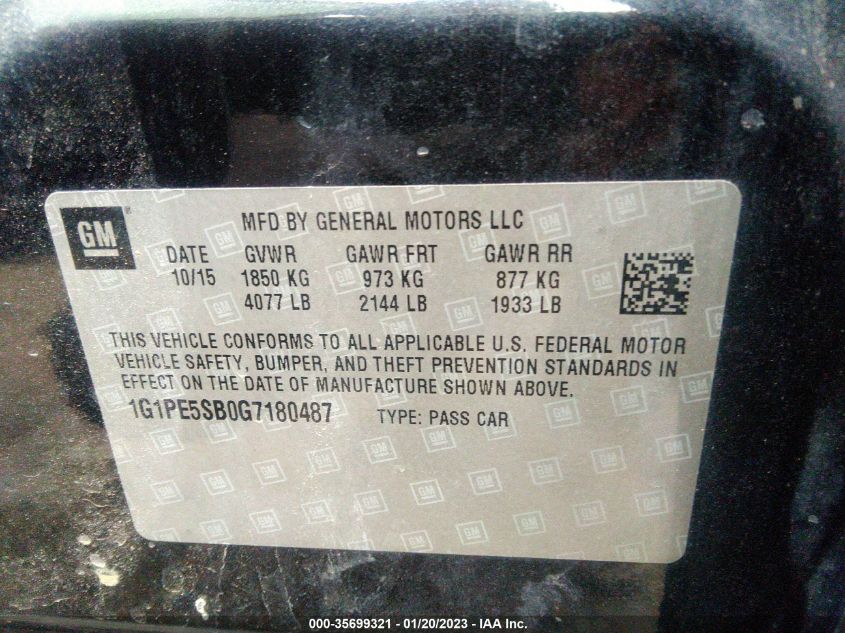 GM
MFD BY GENERAL MOTORS LLC
DATE GVWR GAWR FRT GAWR RR
10/15 1850 KG 973 KG 877 KG
4077 LB 2144 LB 1933 LB
THIS VEHICLE CONFORMS TO ALL APPLICABLE U.S. FEDERAL MOTOR
VEHICLE SAFETY, BUMPER, AND THEFT PREVENTION STANDARDS IN
EFFECT ON THE DATE OF MANUFACTURE SHOWN ABOVE.
1G1PE5SB0G7180487 TYPE: PASS CAR
000-35699321 - 01/20/2023 - IAA Inc.